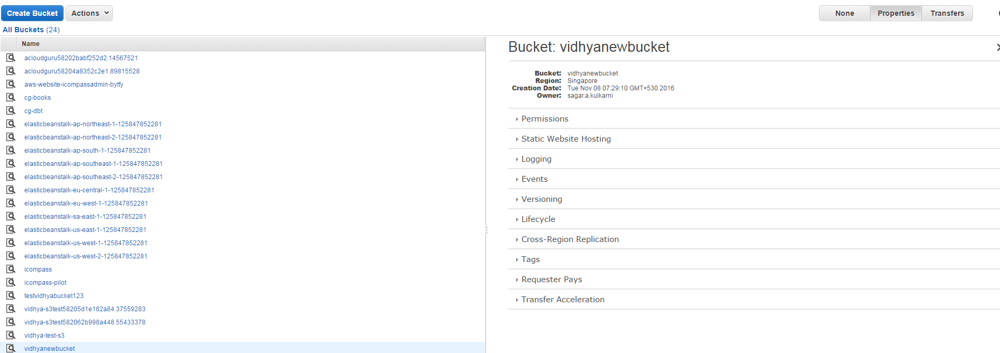 Create Bucket Actions None Properties Transfers
All Buckets (24)
Name
acloudguru58202babf252d2.14567521
acloudguru58204a8352c2e1.89815528
aws-website-icompassadmin-bytfy
cg-books
cg-dbt
elasticbeanstalk-ap-northeast-1-125847852281
elasticbeanstalk-ap-northeast-2-125847852281
elasticbeanstalk-ap-south-1-125847852281
elasticbeanstalk-ap-southeast-1-125847852281
elasticbeanstalk-ap-southeast-2-125847852281
elasticbeanstalk-eu-central-1-125847852281
elasticbeanstalk-eu-west-1-125847852281
elasticbeanstalk-sa-east-1-125847852281
elasticbeanstalk-us-east-1-125847852281
elasticbeanstalk-us-west-1-125847852281
elasticbeanstalk-us-west-2-125847852281
icompass
icompass-pilot
testvidhyabucket123
vidhya-s3test58205d1e182a84.37559283
vidhya-s3test582062b998a448.55433378
vidhya-test-s3
vidhyanewbucket
Bucket: vidhyanewbucket
Bucket: vidhyanewbucket
Region: Singapore
Creation Date: Tue Nov 08 07:29:10 GMT+530 2016
Owner: sagar.a.kulkarni
Permissions
Static Website Hosting
Logging
Events
Versioning
Lifecycle
Cross-Region Replication
Tags
Requester Pays
Transfer Acceleration